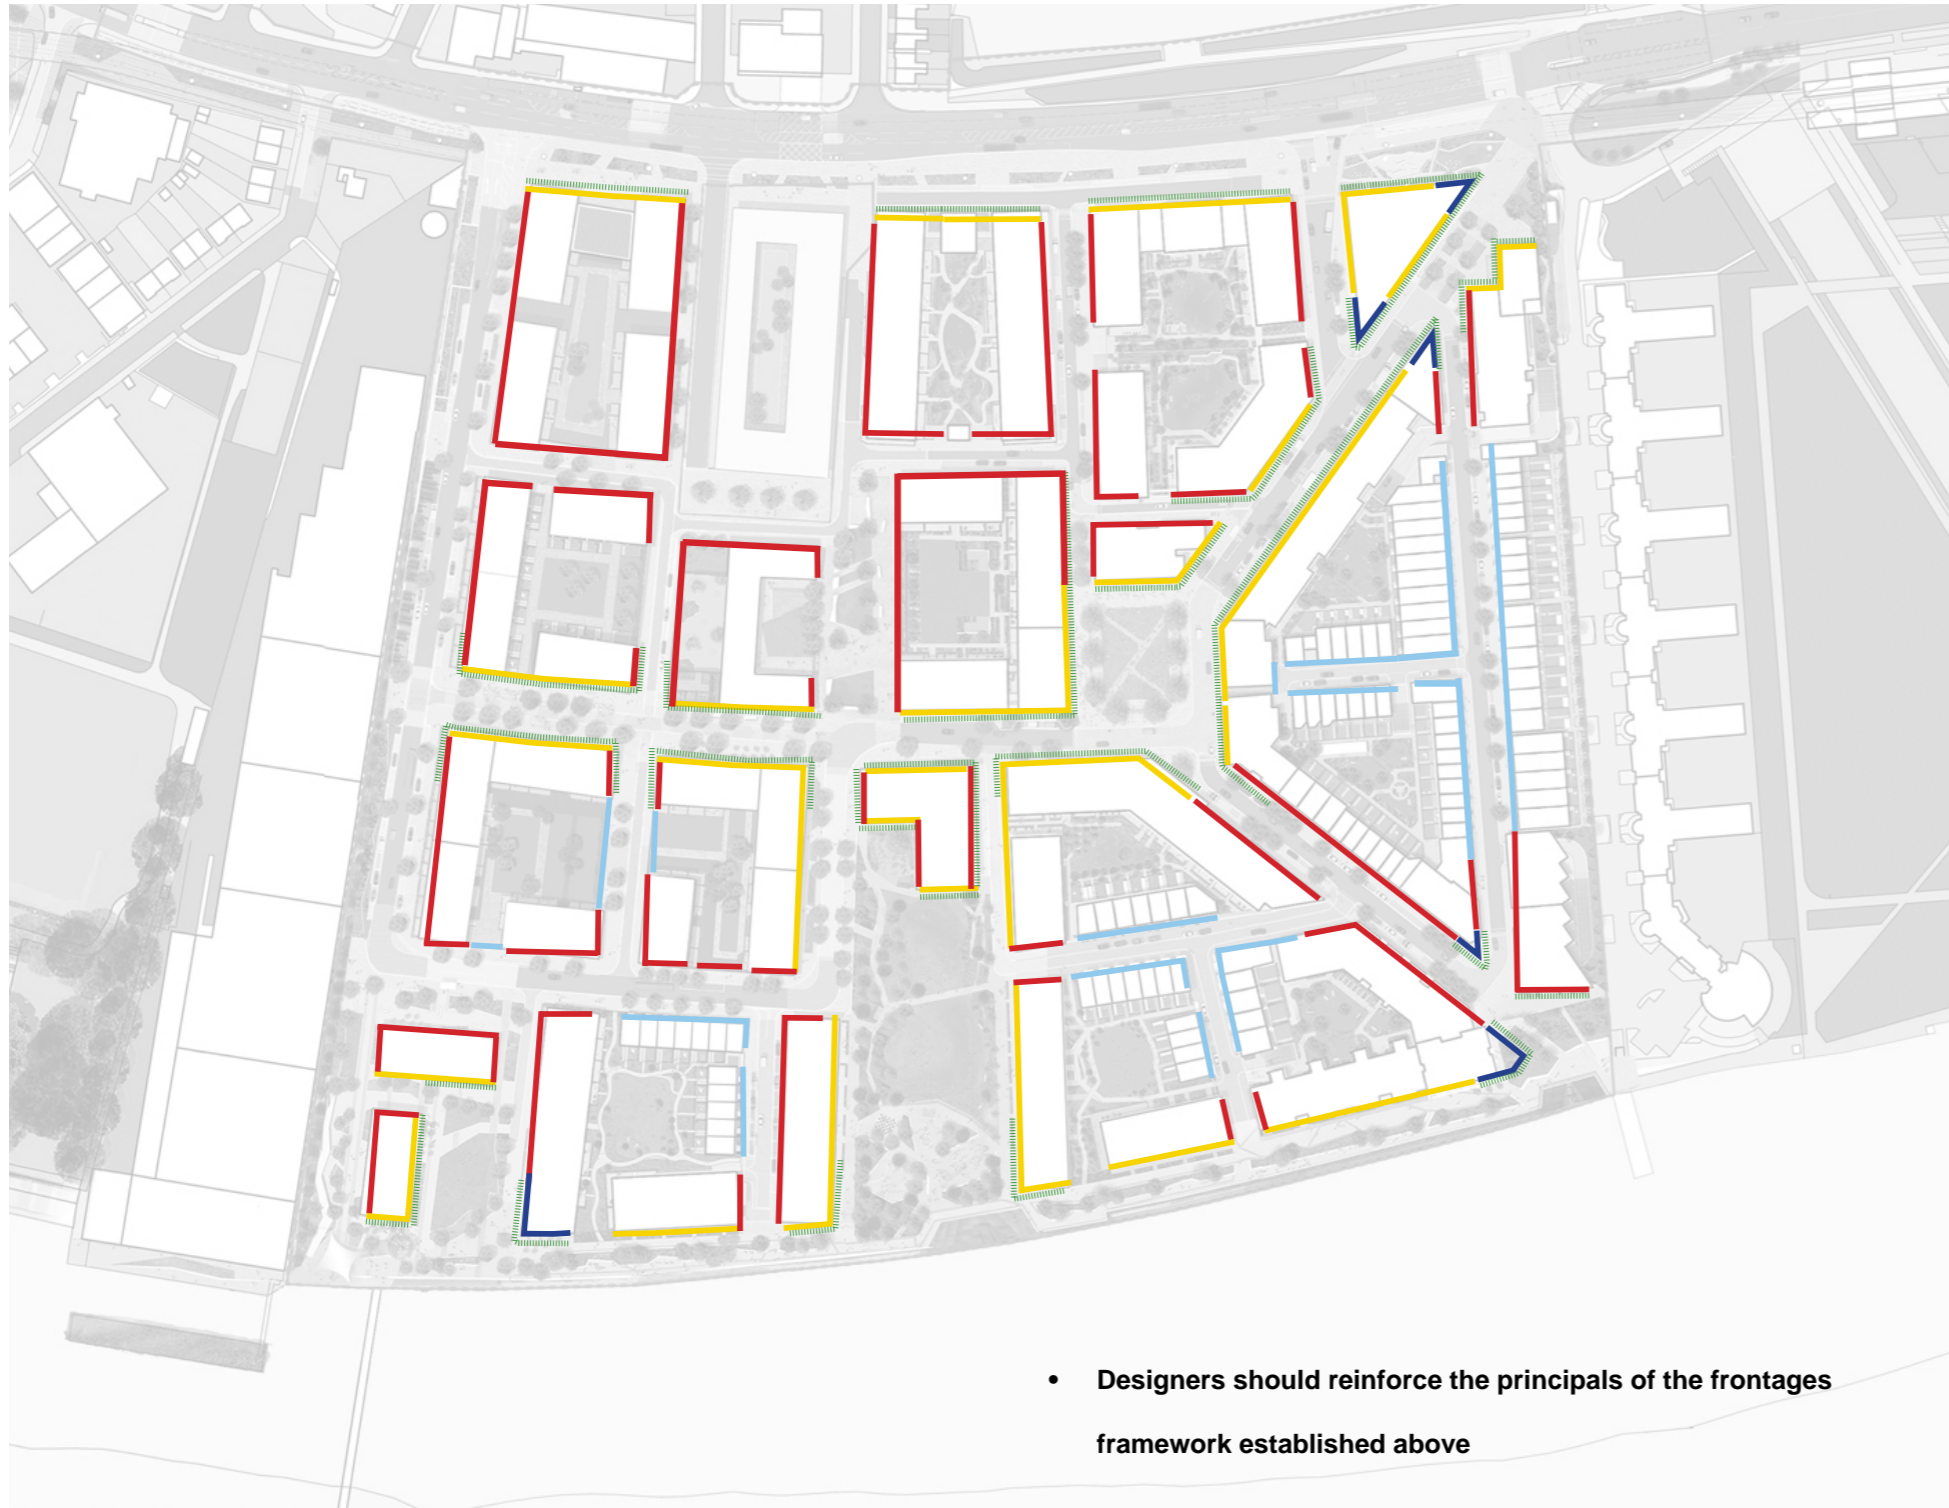 • Designers should reinforce the principals of the frontages
framework established above